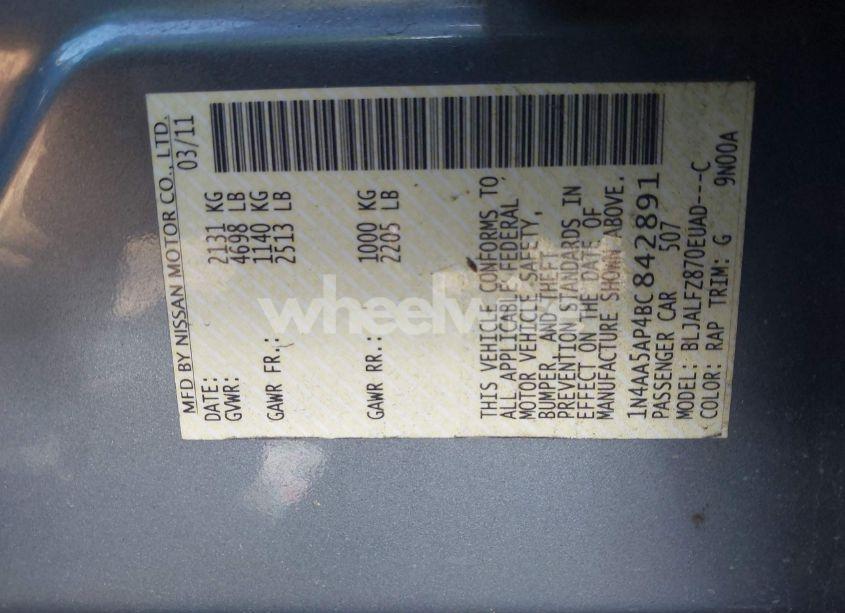 MFD BY NISSAN MOTOR CO., LTD.
DATE: 03/11
GVWR: 2131 KG
4698 LB
GAWR FR.: 1140 KG
2513 LB
GAWR RR.: 1000 KG
2205 LB
THIS VEHICLE CONFORMS TO
ALL APPLICABLE FEDERAL
MOTOR VEHICLE SAFETY,
BUMPER, AND THEFT
PREVENTION STANDARDS IN
EFFECT ON THE DATE OF
MANUFACTURE SHOWN ABOVE.
1N4AA5AP4BC842891
PASSENGER CAR 507
MODEL: BLJALFZ870EUAD---C
COLOR: RAP TRIM: G 9N00A